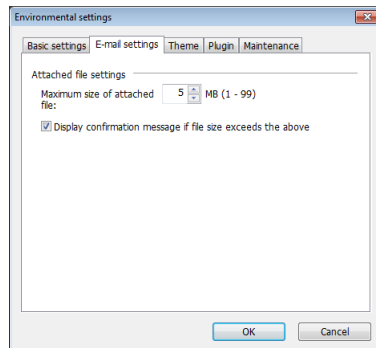 Environmental settings
Basic settings E-mail settings Theme Plugin Maintenance
Attached file settings
Maximum size of attached file: 5 MB (1 - 99)
Display confirmation message if file size exceeds the above
OK Cancel